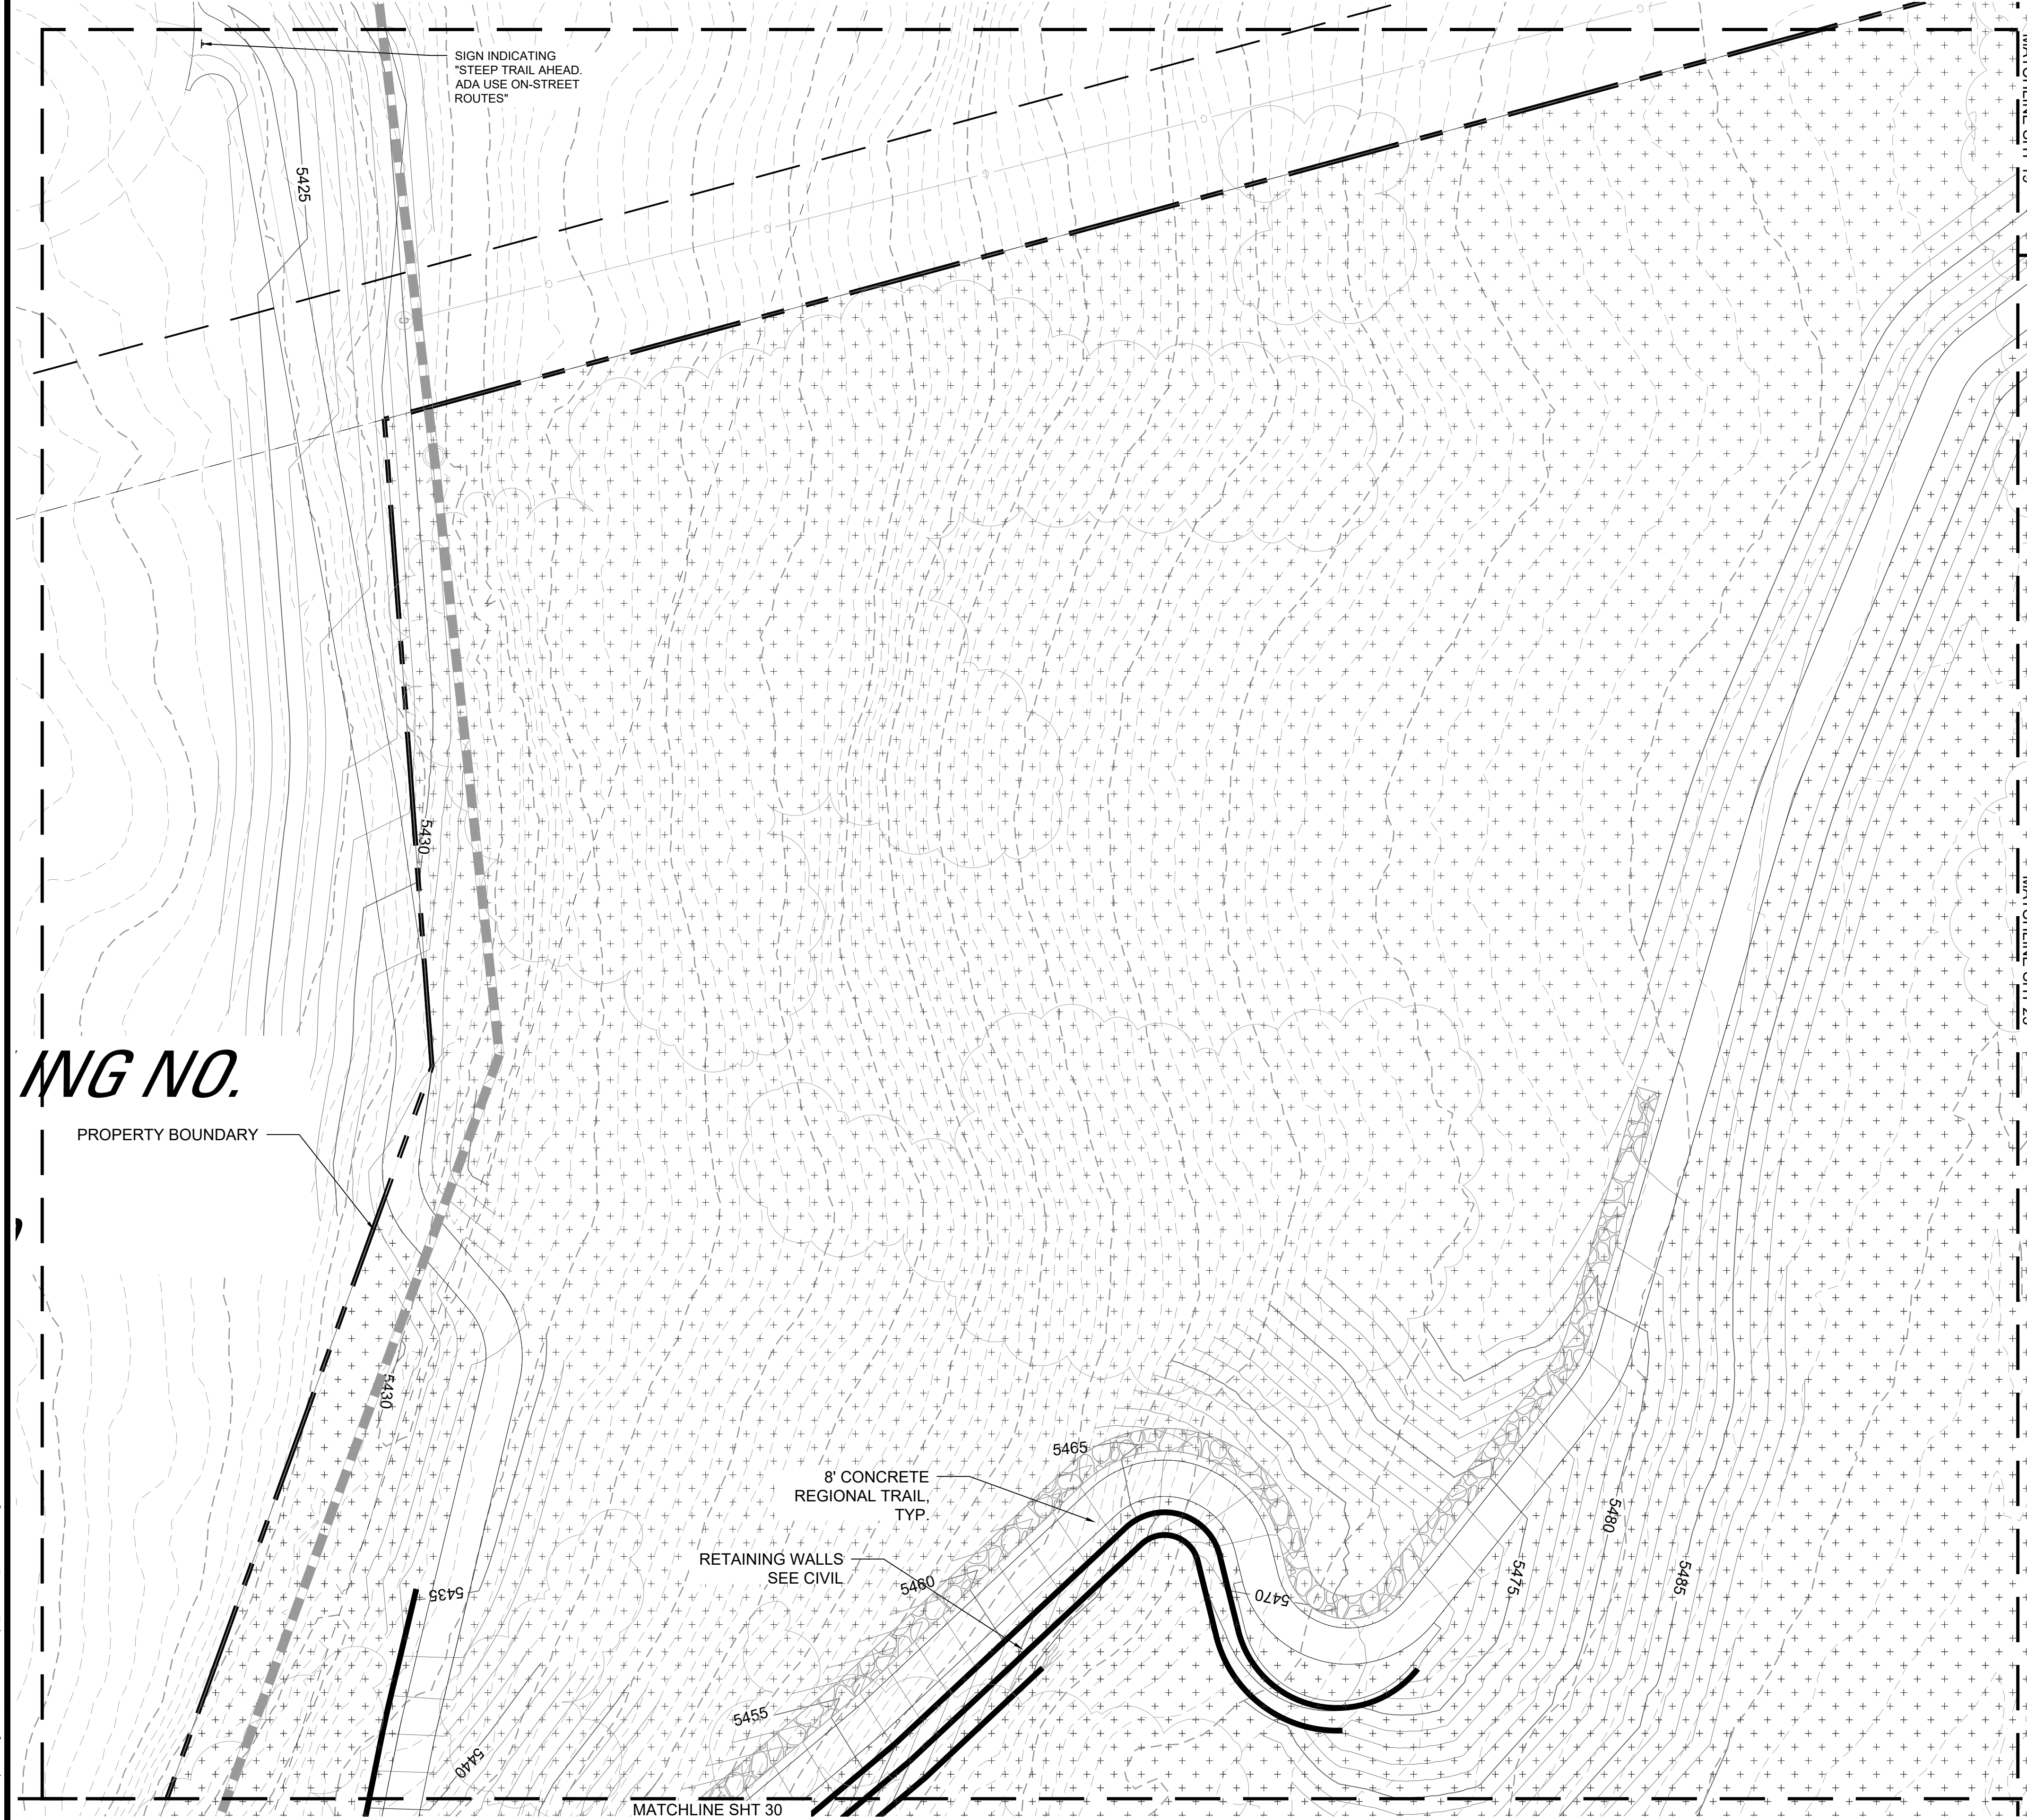 SIGN INDICATING
"STEEP TRAIL AHEAD.
ADA USE ON-STREET
ROUTES"
5425
G
G
G
G
G
G
G
5430
NG NO.
PROPERTY BOUNDARY
5430
5465
8' CONCRETE
REGIONAL TRAIL,
TYP.
RETAINING WALLS
SEE CIVIL
5460
5470
5475
5480
5485
5435
5455
5440
MATCHLINE SHT 30